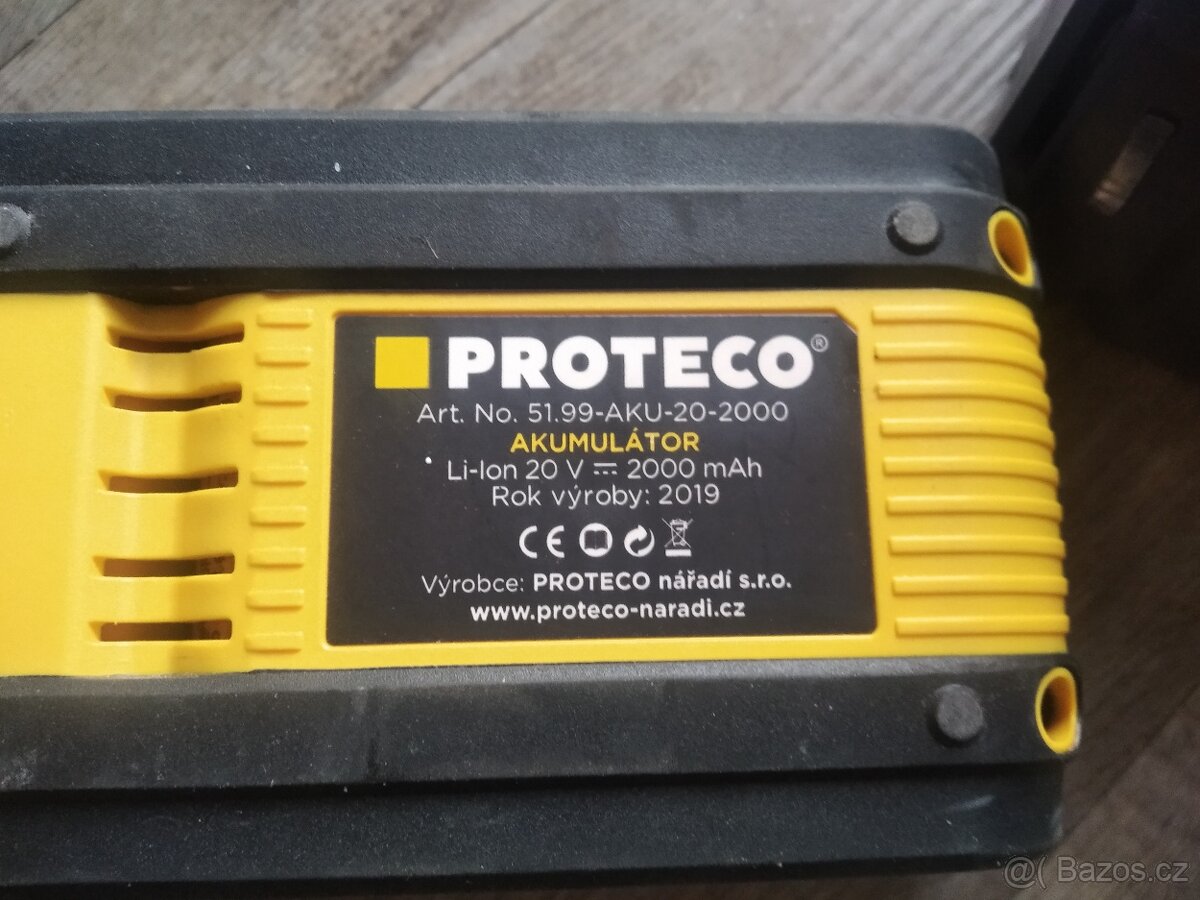 PROTECO®
Art. No. 51.99-AKU-20-2000
AKUMULÁTOR
Li-Ion 20 V ⎓ 2000 mAh
Rok výroby: 2019
CE
Výrobce: PROTECO nářadí s.r.o.
www.proteco-naradi.cz
@( Bazos.cz